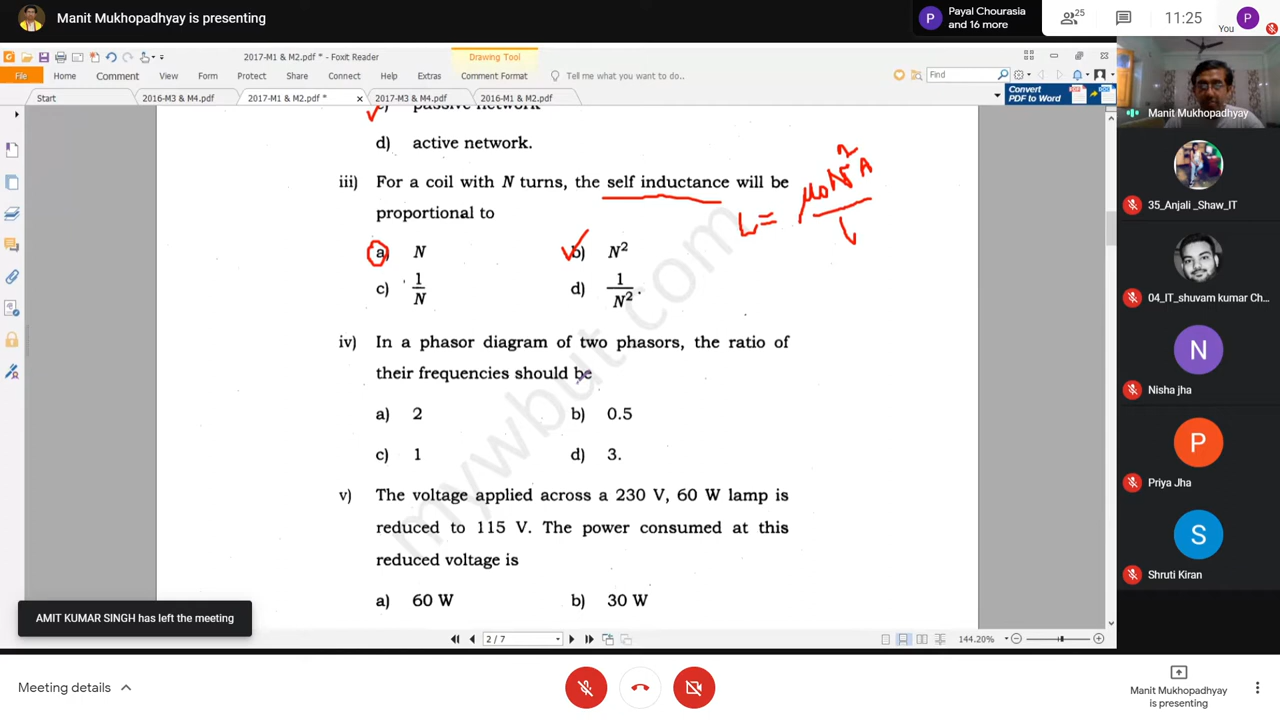 Manit Mukhopadhyay is presenting
P Payal Chourasia and 16 more
25
11:25
You P
2017-M1 & M2.pdf * - Foxit Reader
Drawing Tool
File Home Comment View Form Protect Share Connect Help Extras Comment Format Tell me what you want to do...
Find
Start 2016-M3 & M4.pdf 2017-M1 & M2.pdf * 2017-M3 & M4.pdf 2016-M1 & M2.pdf
Convert PDF to Word
passive network
d) active network.
iii) For a coil with N turns, the self inductance will be
proportional to
L = μ0 N² A / l
a) N b) N²
c) 1/N d) 1/N².
iv) In a phasor diagram of two phasors, the ratio of
their frequencies should be
a) 2 b) 0.5
c) 1 d) 3.
v) The voltage applied across a 230 V, 60 W lamp is
reduced to 115 V. The power consumed at this
reduced voltage is
a) 60 W b) 30 W
mywbut.com
AMIT KUMAR SINGH has left the meeting
2 / 7
144.20%
Manit Mukhopadhyay
35_Anjali _Shaw_IT
04_IT_shuvam kumar Ch...
N
Nisha jha
P
Priya Jha
S
Shruti Kiran
Meeting details
Manit Mukhopadhyay
is presenting